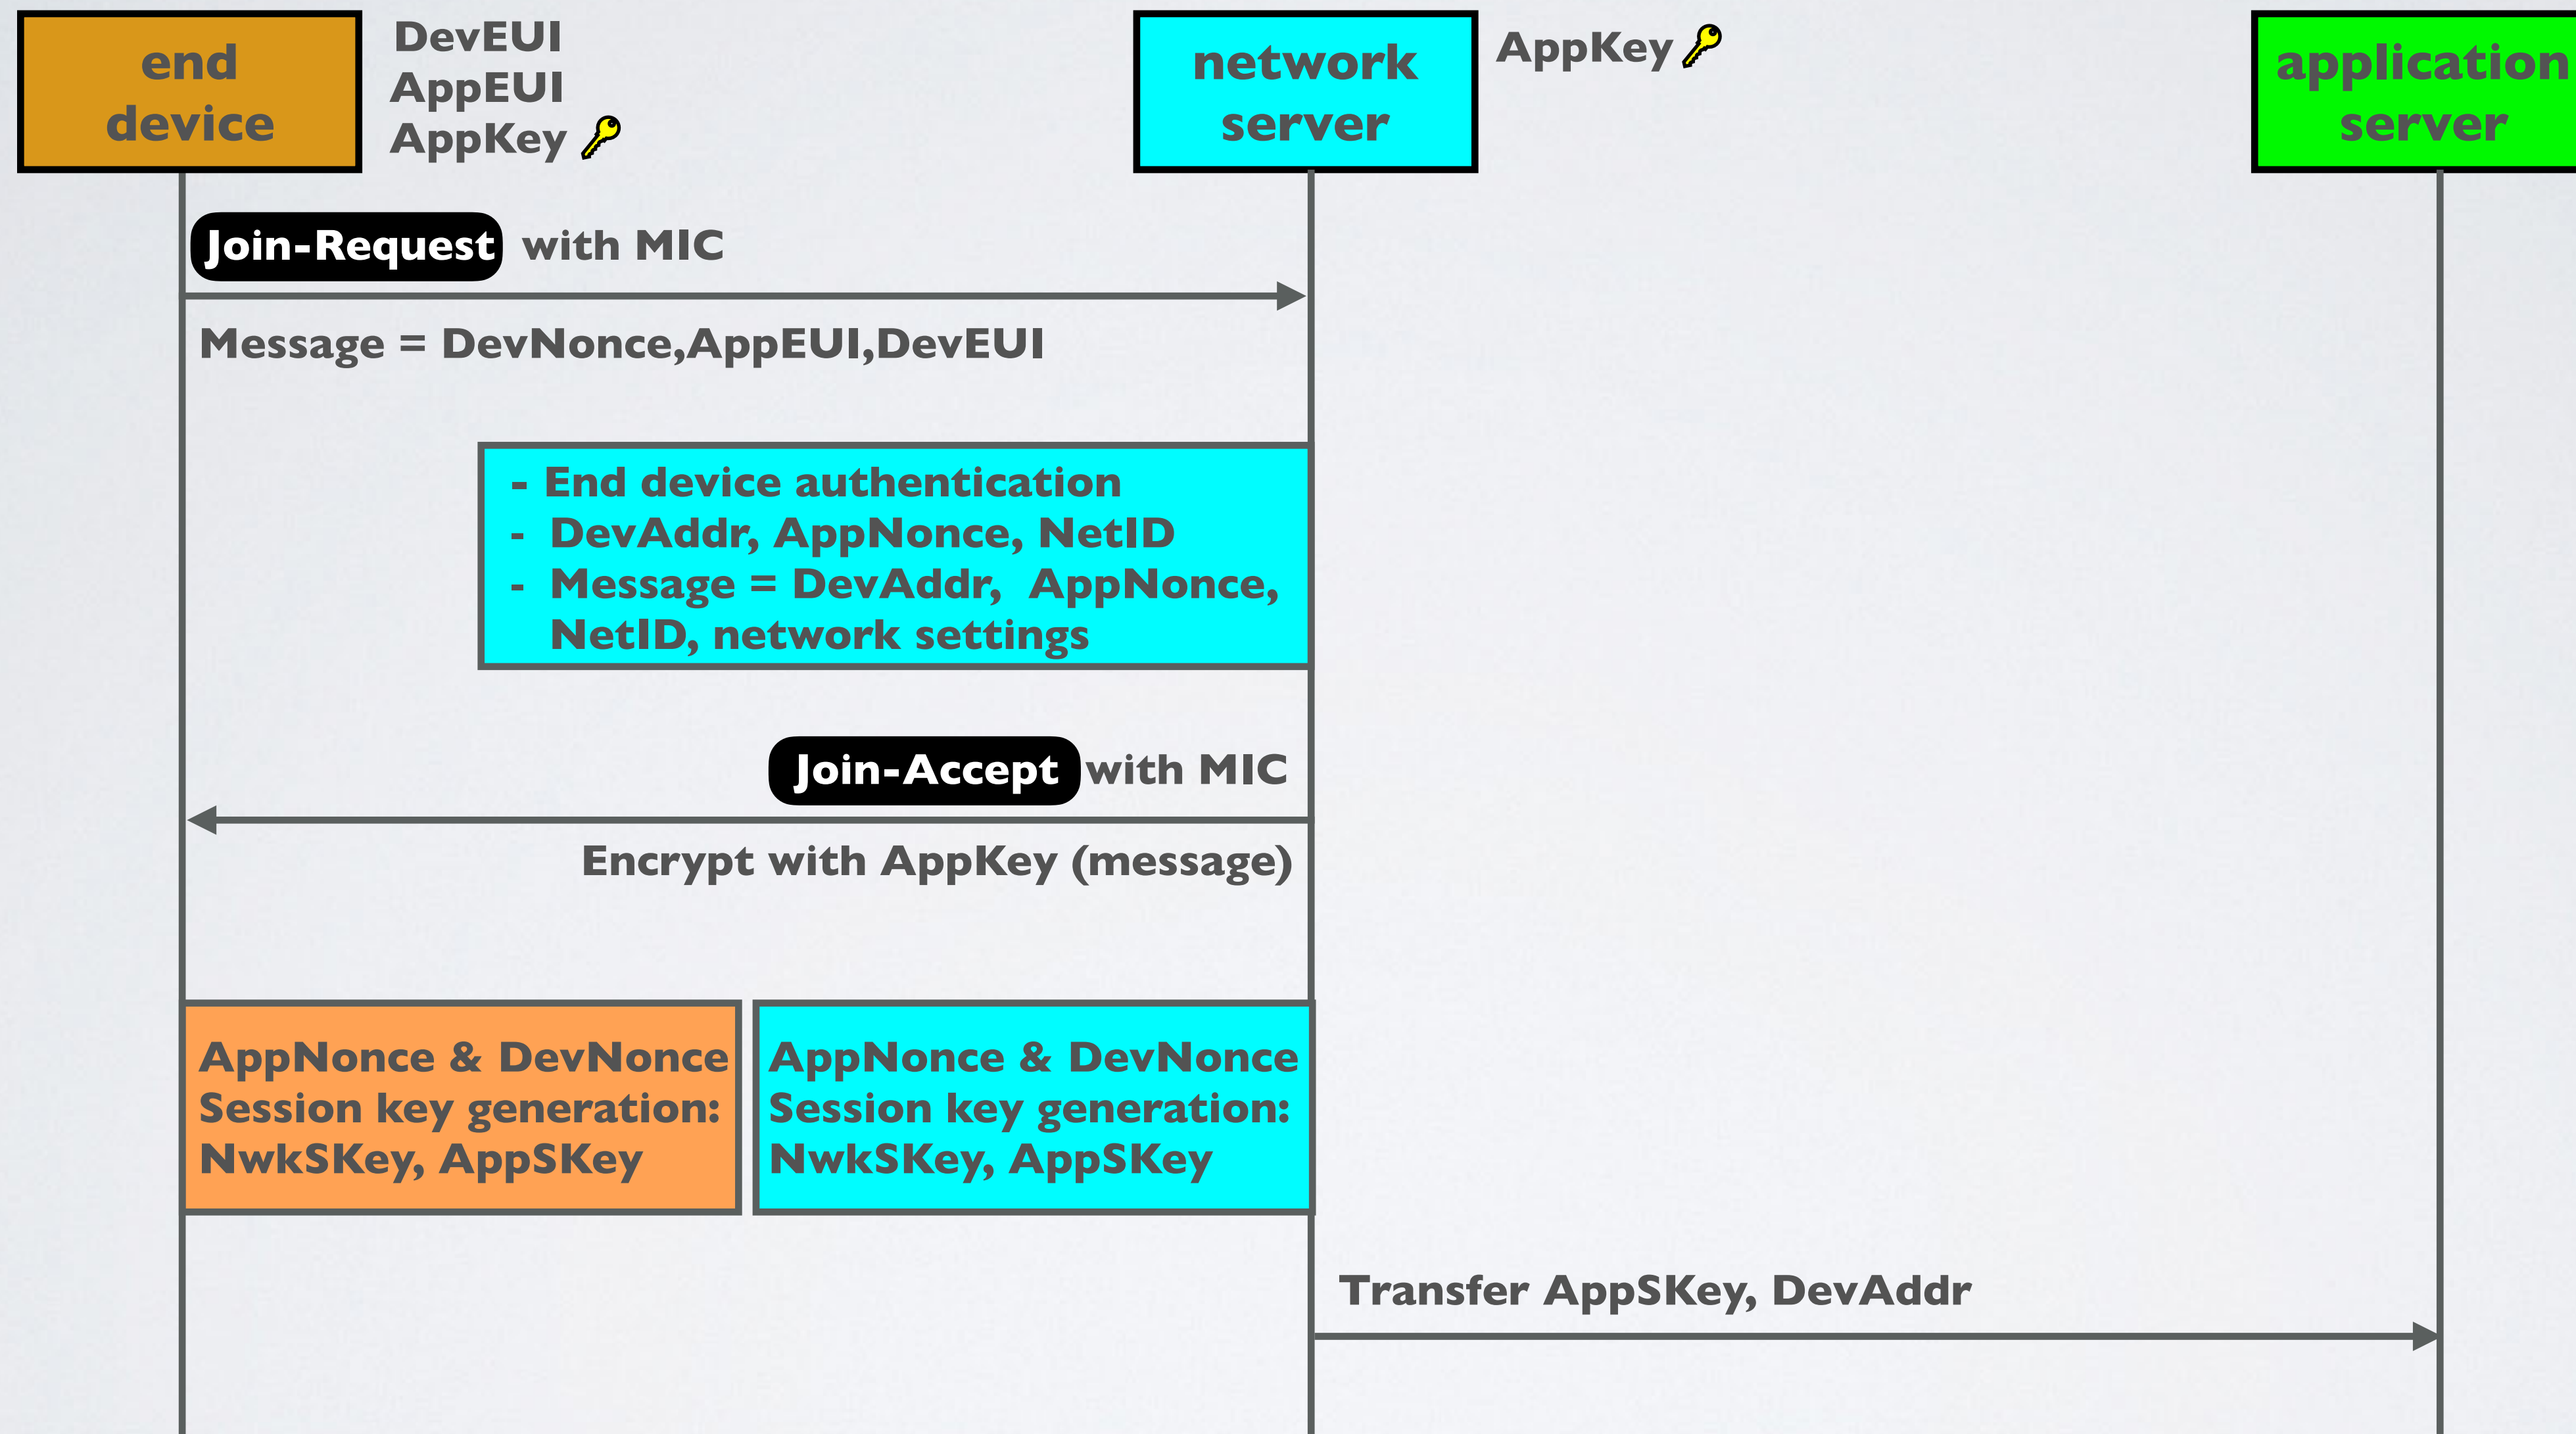 end
device
DevEUI
AppEUI
AppKey
network
server
AppKey
application
server
Join-Request with MIC
Message = DevNonce,AppEUI,DevEUI
- End device authentication
- DevAddr, AppNonce, NetID
- Message = DevAddr, AppNonce,
NetID, network settings
Join-Accept with MIC
Encrypt with AppKey (message)
AppNonce & DevNonce
Session key generation:
NwkSKey, AppSKey
AppNonce & DevNonce
Session key generation:
NwkSKey, AppSKey
Transfer AppSKey, DevAddr